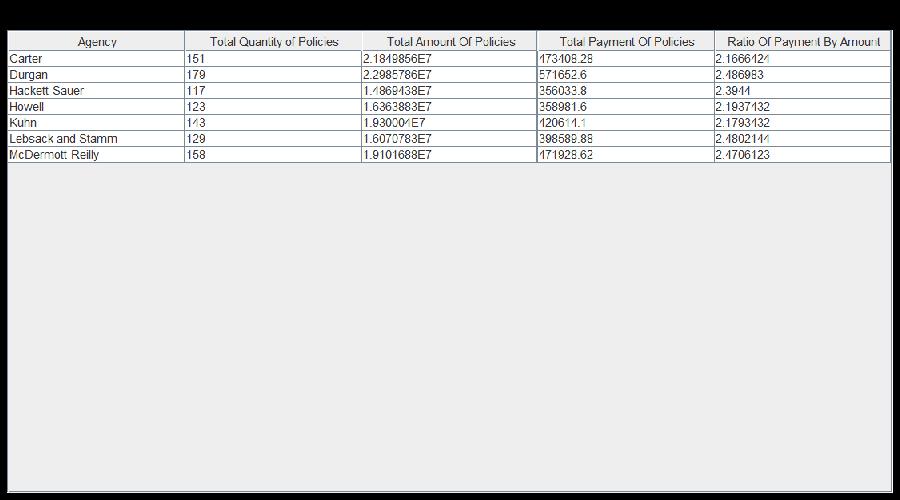 Agency Total Quantity of Policies Total Amount Of Policies Total Payment Of Policies Ratio Of Payment By Amount
Carter 151 2.1849856E7 473408.28 2.1666424
Durgan 179 2.2985786E7 571652.6 2.486983
Hackett Sauer 117 1.4869438E7 356033.8 2.3944
Howell 123 1.6363883E7 358981.6 2.1937432
Kuhn 143 1.930004E7 420614.1 2.1793432
Lebsack and Stamm 129 1.6070783E7 398589.88 2.4802144
McDermott Reilly 158 1.9101688E7 471928.62 2.4706123